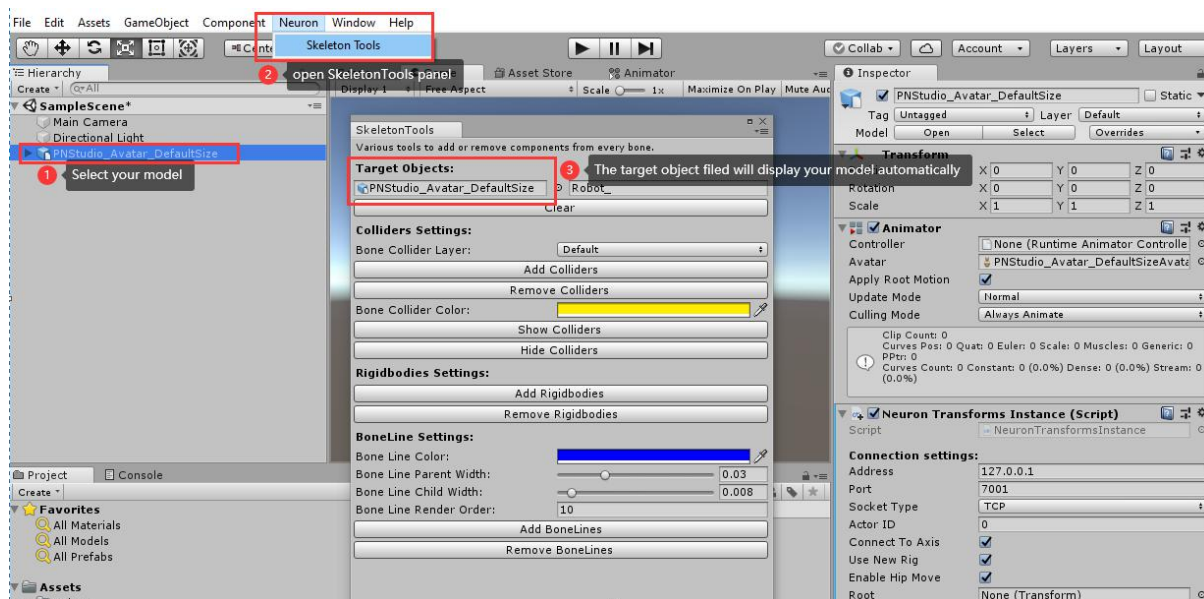 File Edit Assets GameObject Component Neuron Window Help
Skeleton Tools
Collab
Account
Layers
Layout
2 open SkeletonTools panel
Hierarchy
Create
All
SampleScene*
Main Camera
Directional Light
PNStudio_Avatar_DefaultSize
1 Select your model
Asset Store
Animator
Display 1 Free Aspect Scale 1x Maximize On Play Mute Aud
SkeletonTools
Various tools to add or remove components from every bone.
Target Objects:
PNStudio_Avatar_DefaultSize Robot_
3 The target object filed will display your model automatically
Clear
Colliders Settings:
Bone Collider Layer: Default
Add Colliders
Remove Colliders
Bone Collider Color:
Show Colliders
Hide Colliders
Rigidbodies Settings:
Add Rigidbodies
Remove Rigidbodies
BoneLine Settings:
Bone Line Color:
Bone Line Parent Width: 0.03
Bone Line Child Width: 0.008
Bone Line Render Order: 10
Add BoneLines
Remove BoneLines
Project Console
Create
Favorites
All Materials
All Models
All Prefabs
Assets
Inspector
PNStudio_Avatar_DefaultSize Static
Tag Untagged Layer Default
Model Open Select Overrides
Transform
X 0 Y 0 Z 0
Rotation X 0 Y 0 Z 0
Scale X 1 Y 1 Z 1
Animator
Controller None (Runtime Animator Controlle
Avatar PNStudio_Avatar_DefaultSizeAvata
Apply Root Motion
Update Mode Normal
Culling Mode Always Animate
Clip Count: 0
Curves Pos: 0 Quat: 0 Euler: 0 Scale: 0 Muscles: 0 Generic: 0
PPtr: 0
Curves Count: 0 Constant: 0 (0.0%) Dense: 0 (0.0%) Stream: 0
(0.0%)
Neuron Transforms Instance (Script)
Script NeuronTransformsInstance
Connection settings:
Address 127.0.0.1
Port 7001
Socket Type TCP
Actor ID 0
Connect To Axis
Use New Rig
Enable Hip Move
Root None (Transform)